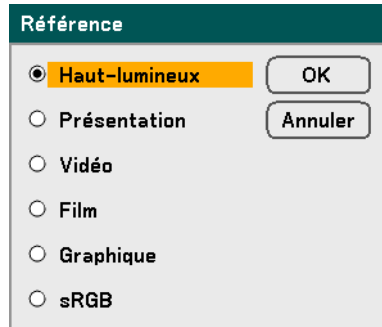 Référence
Haut-lumineux
OK
Présentation
Annuler
Vidéo
Film
Graphique
sRGB